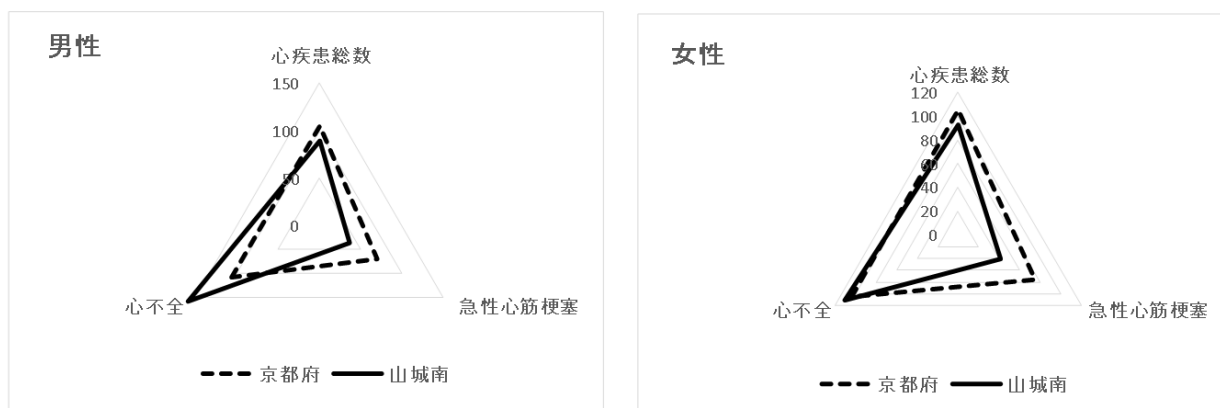 男性
心疾患総数
150
100
50
0
心不全
急性心筋梗塞
京都府
山城南
女性
心疾患総数
120
100
80
60
40
20
0
心不全
急性心筋梗塞
京都府
山城南